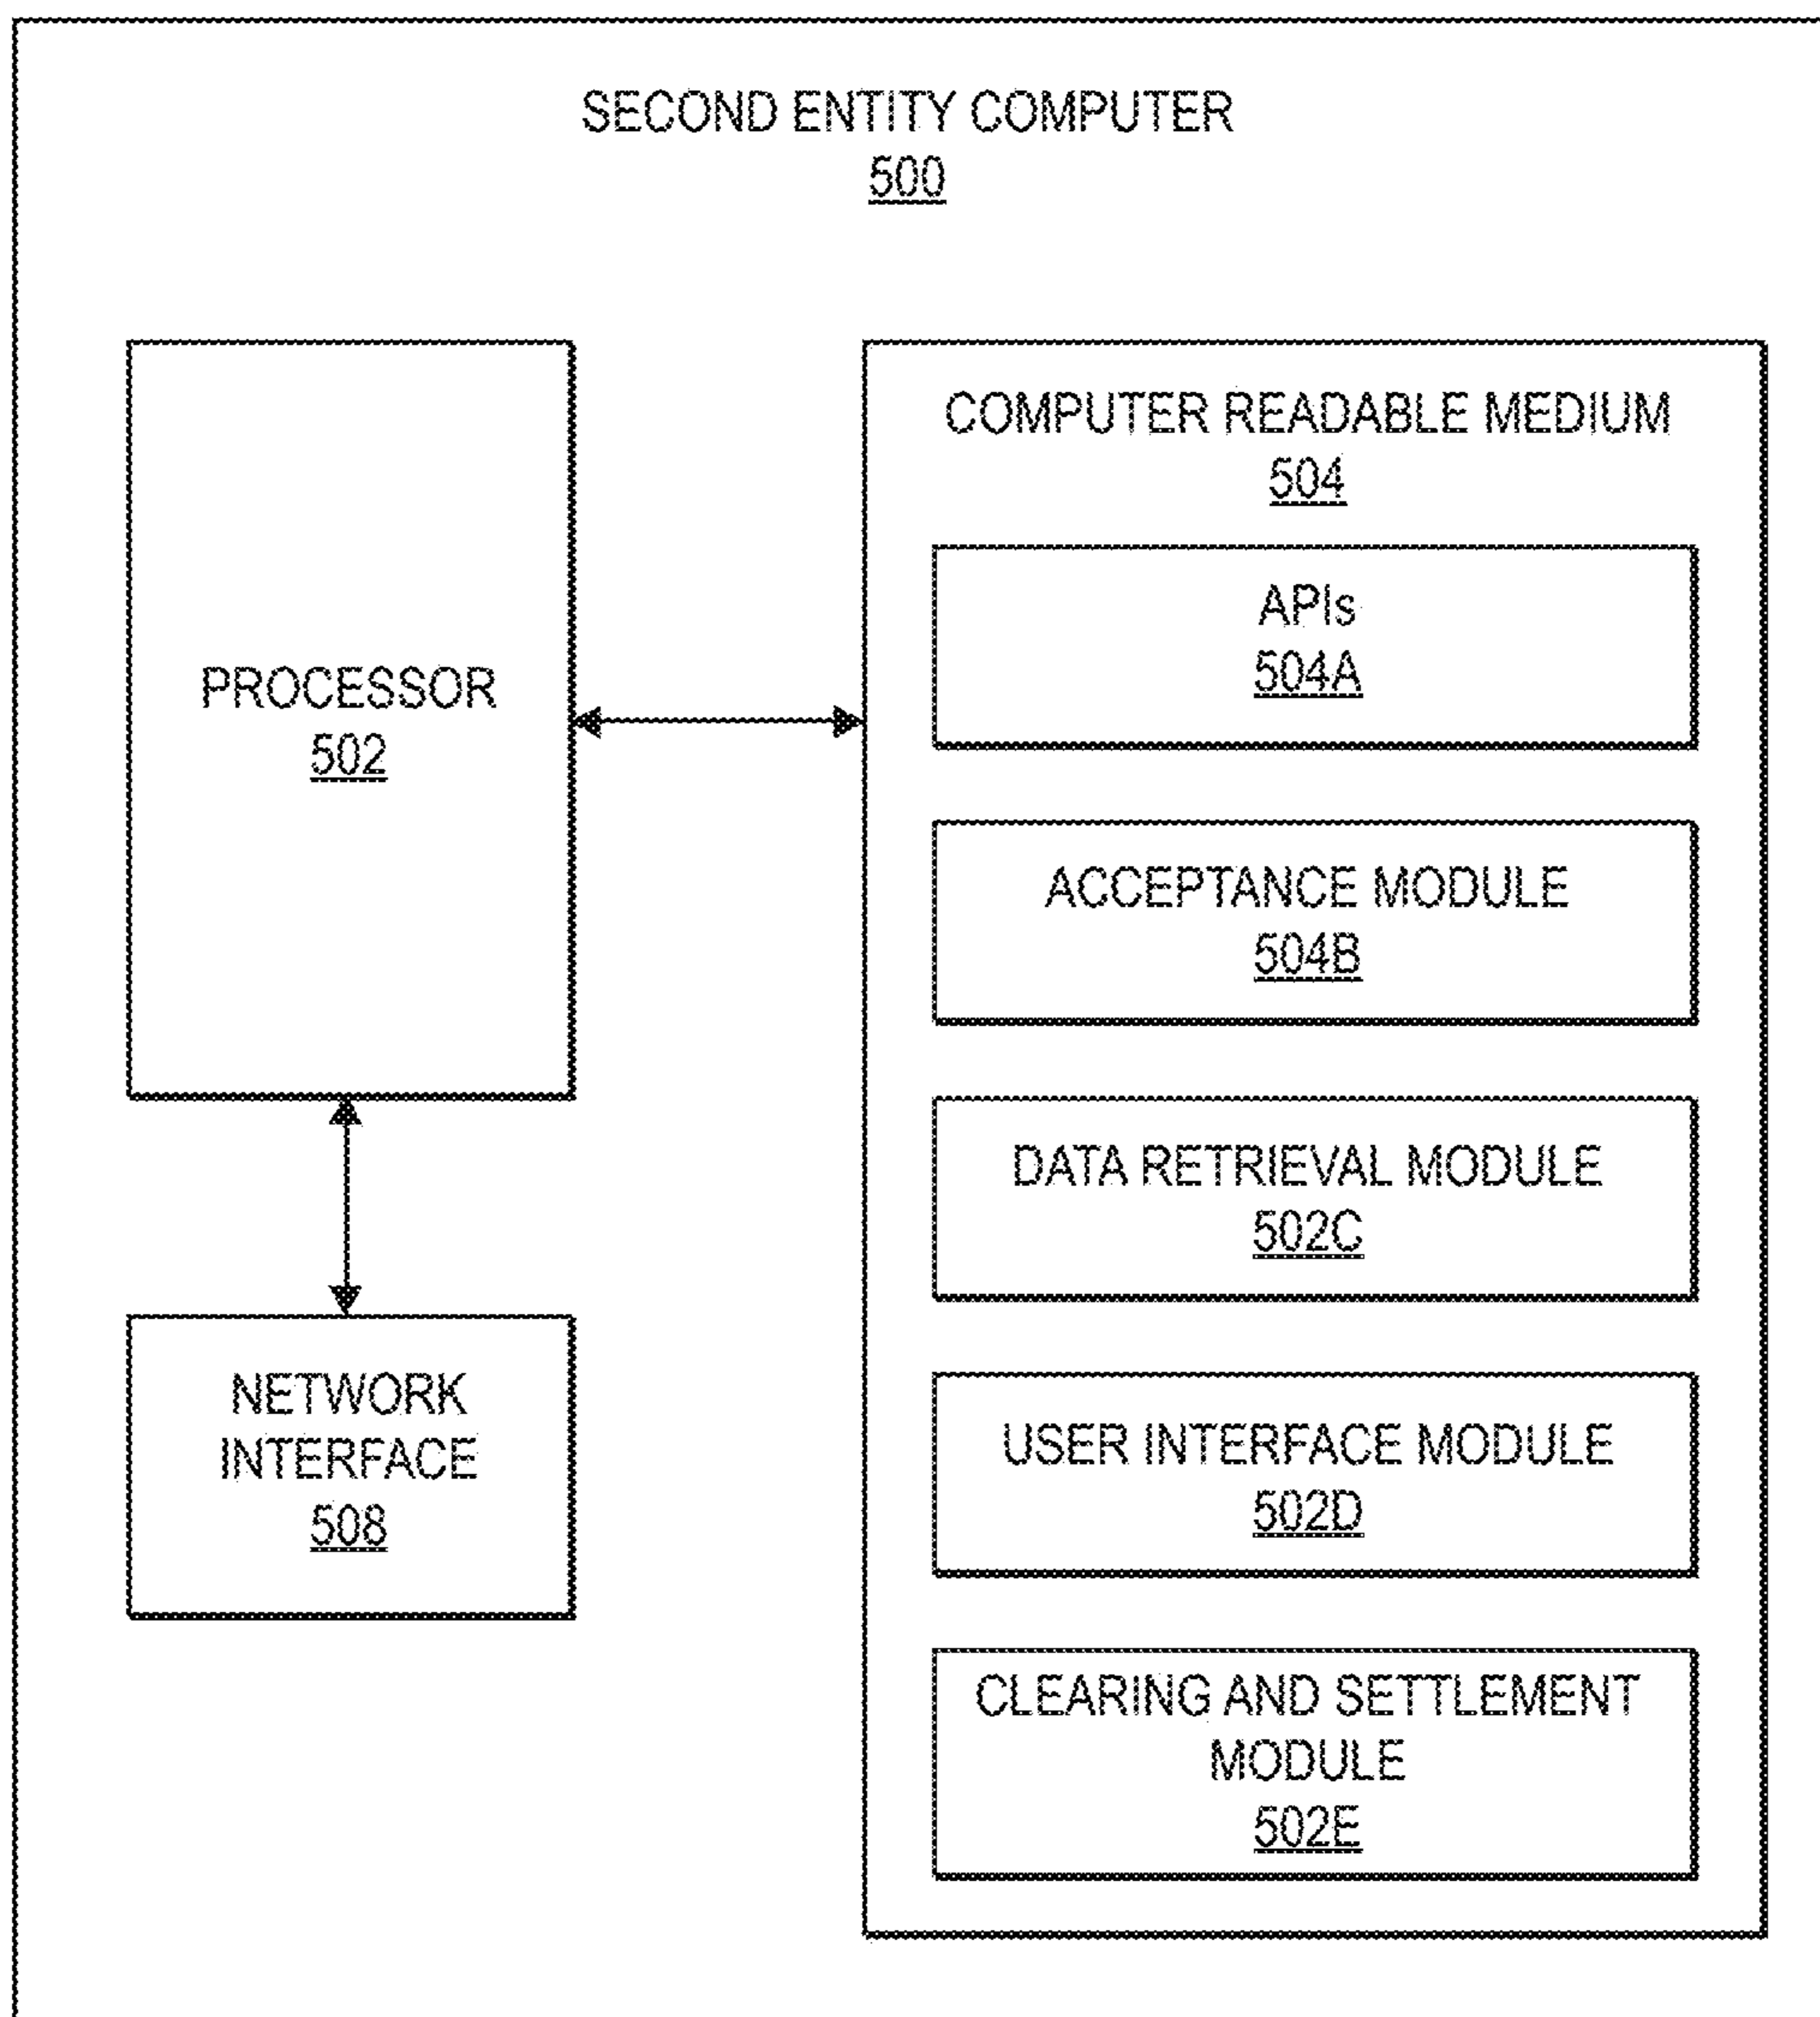 SECOND ENTITY COMPUTER
500
PROCESSOR
502
NETWORK
INTERFACE
508
COMPUTER READABLE MEDIUM
504
APIs
504A
ACCEPTANCE MODULE
504B
DATA RETRIEVAL MODULE
502C
USER INTERFACE MODULE
502D
CLEARING AND SETTLEMENT
MODULE
502E